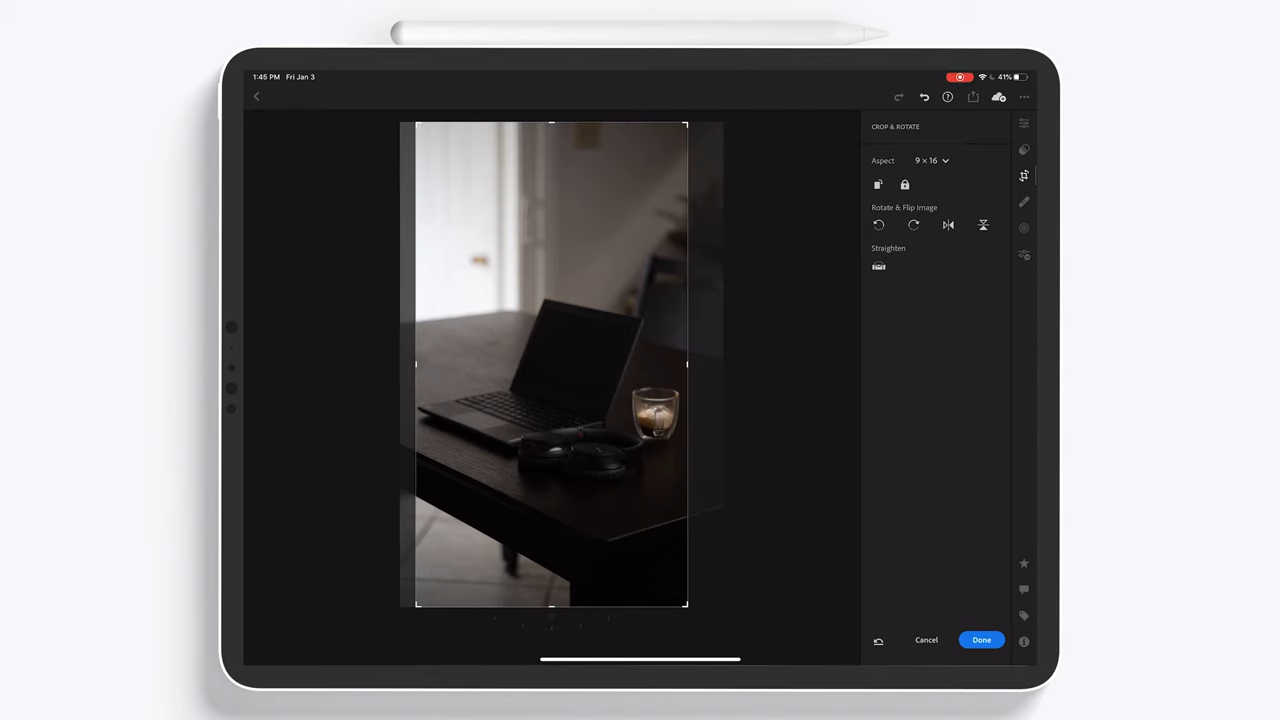 1:45 PM Fri Jan 3
41%
CROP & ROTATE
Aspect 9 × 16
Rotate & Flip Image
Straighten
Cancel Done